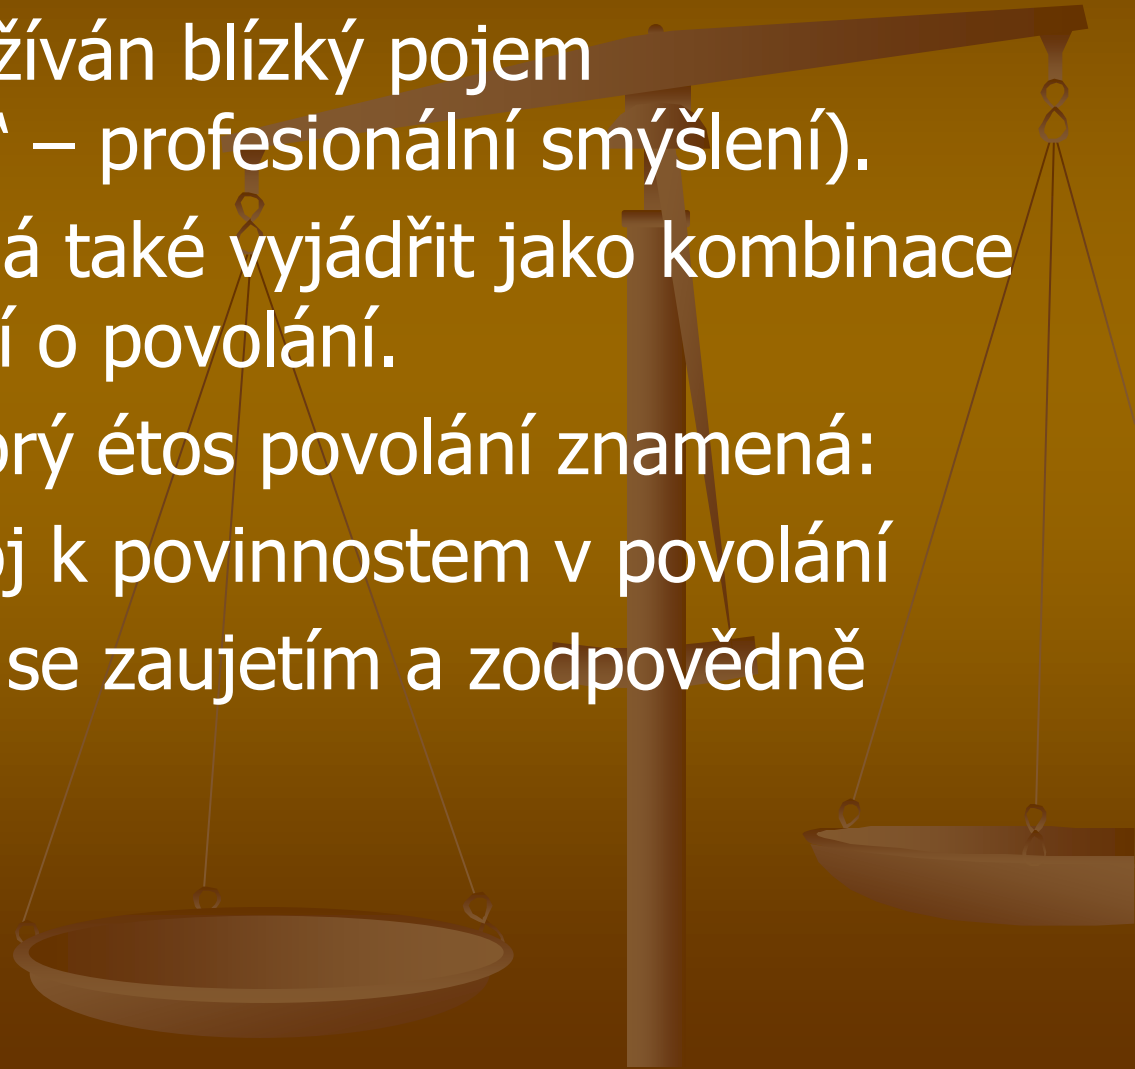 žíván blízký pojem
“ – profesionální smýšlení).
á také vyjádřit jako kombinace
í o povolání.
orý étos povolání znamená:
oj k povinnostem v povolání
se zaujetím a zodpovědně